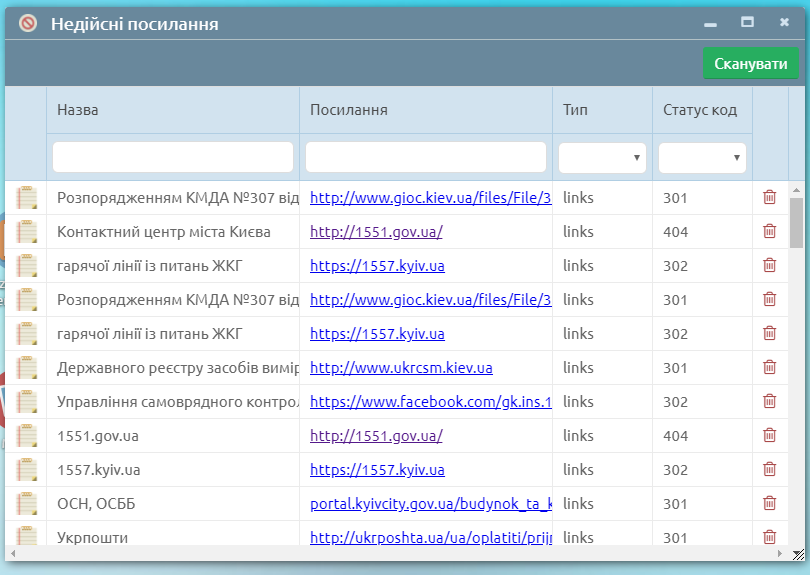 Недійсні посилання
Сканувати
Назва Посилання Тип Статус код
Розпорядженням КМДА №307 від http://www.gioc.kiev.ua/files/File/3 links 301
Контактний центр міста Києва http://1551.gov.ua/ links 404
гарячої лінії із питань ЖКГ https://1557.kyiv.ua links 302
Розпорядженням КМДА №307 від http://www.gioc.kiev.ua/files/File/3 links 301
гарячої лінії із питань ЖКГ https://1557.kyiv.ua links 302
Державного реєстру засобів вимір http://www.ukrcsm.kiev.ua links 301
Управління самоврядного контрол https://www.facebook.com/gk.ins.1 links 302
1551.gov.ua http://1551.gov.ua/ links 404
1557.kyiv.ua https://1557.kyiv.ua links 302
ОСН, ОСББ portal.kyivcity.gov.ua/budynok_ta_k links 301
Укрпошти http://ukrposhta.ua/ua/oplatiti/prijm links 301